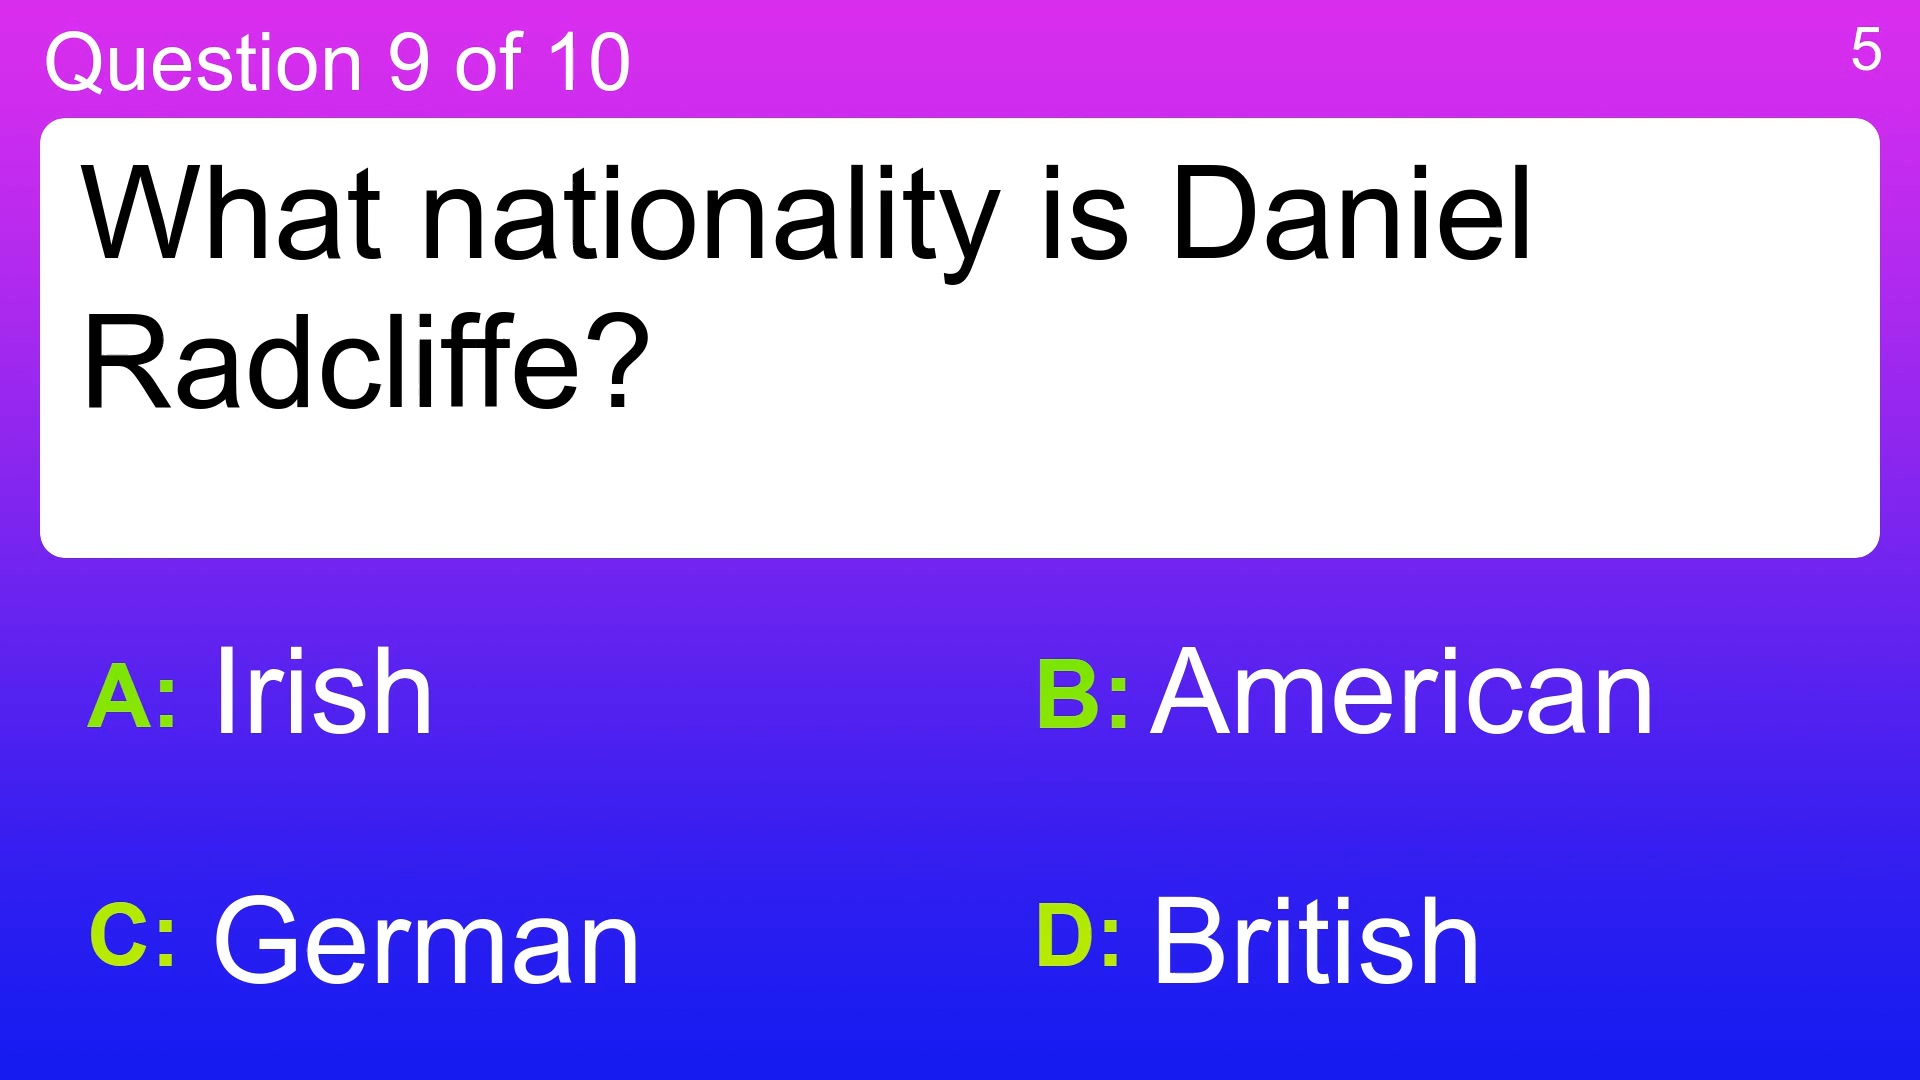 Question 9 of 10
5
What nationality is Daniel
Radcliffe?
A: Irish
B: American
C: German
D: British